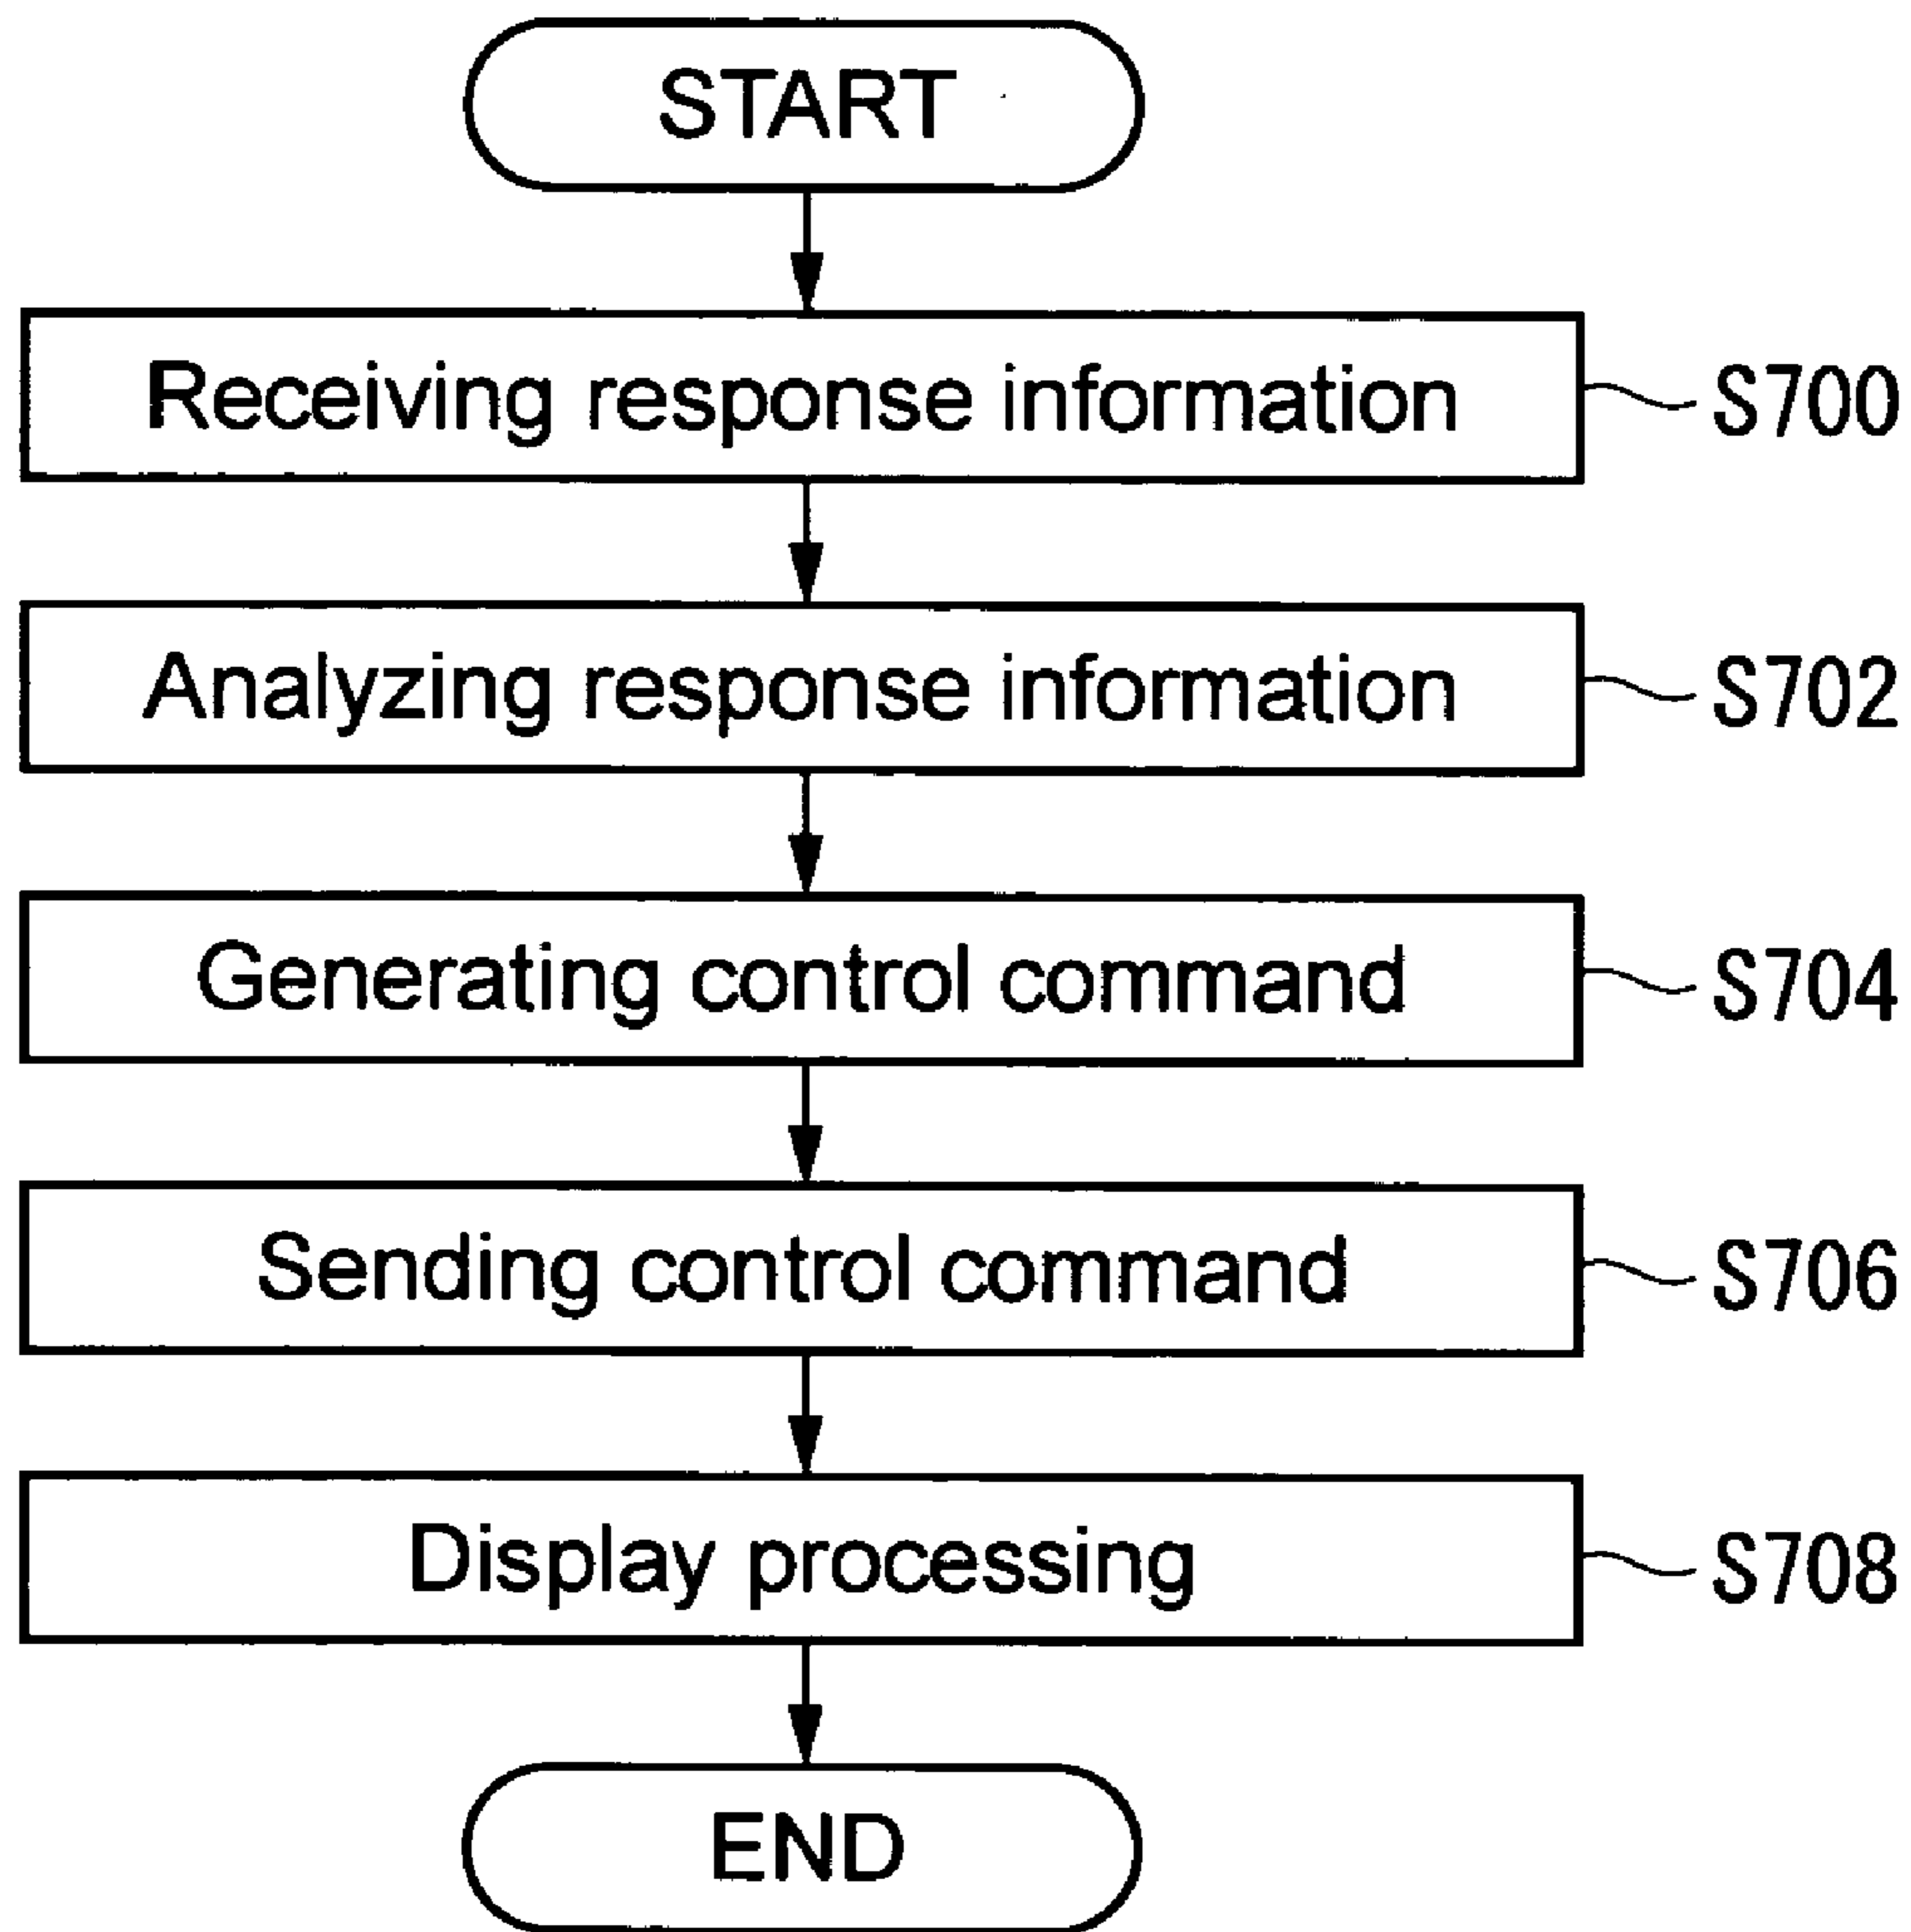 START
Receiving response information S700
Analyzing response information S702
Generating control command S704
Sending control command S706
Display processing S708
END